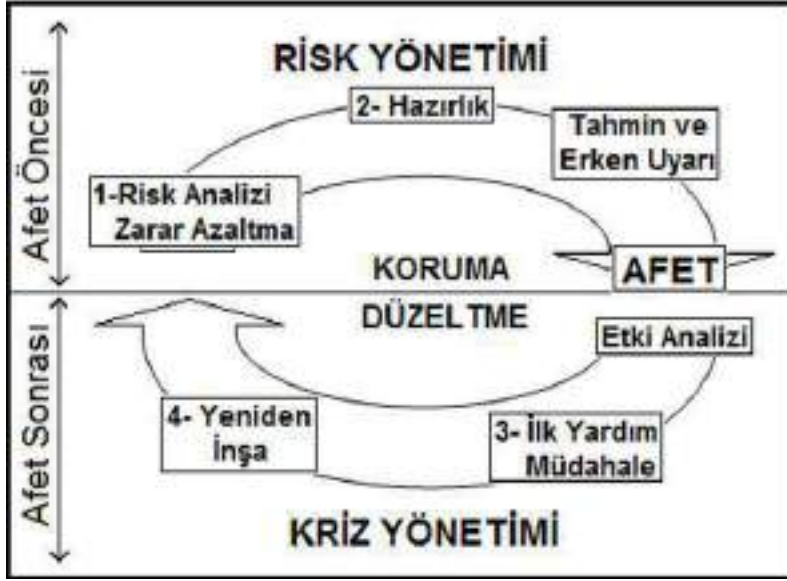 Afet Öncesi
RİSK YÖNETİMİ
2- Hazırlık
Tahmin ve
Erken Uyarı
1-Risk Analizi
Zarar Azaltma
KORUMA
AFET
DÜZELTME
Afet Sonrası
Etki Analizi
4- Yeniden
İnşa
3- İlk Yardım
Müdahale
KRİZ YÖNETİMİ